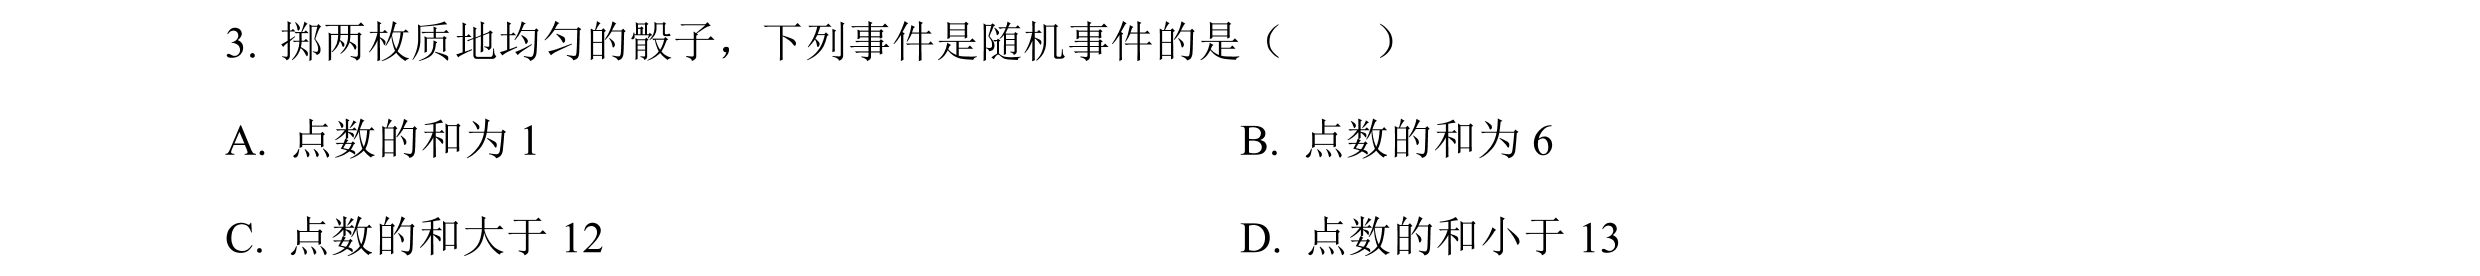 3. 掷两枚质地均匀的骰子，下列事件是随机事件的是（　　）
A. 点数的和为 1　　B. 点数的和为 6
C. 点数的和大于 12　　D. 点数的和小于 13